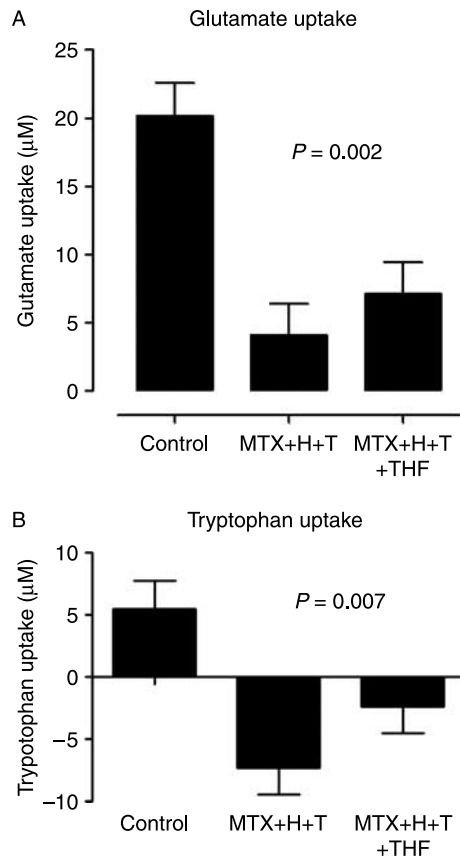 A
Glutamate uptake
Gutamate uptake (μM)
25
20
15
10
5
0
P = 0.002
Control
MTX+H+T
MTX+H+T
+THF
B
Tryptophan uptake
Trypotophan uptake (μM)
10
5
0
−5
−10
P = 0.007
Control
MTX+H+T
MTX+H+T
+THF